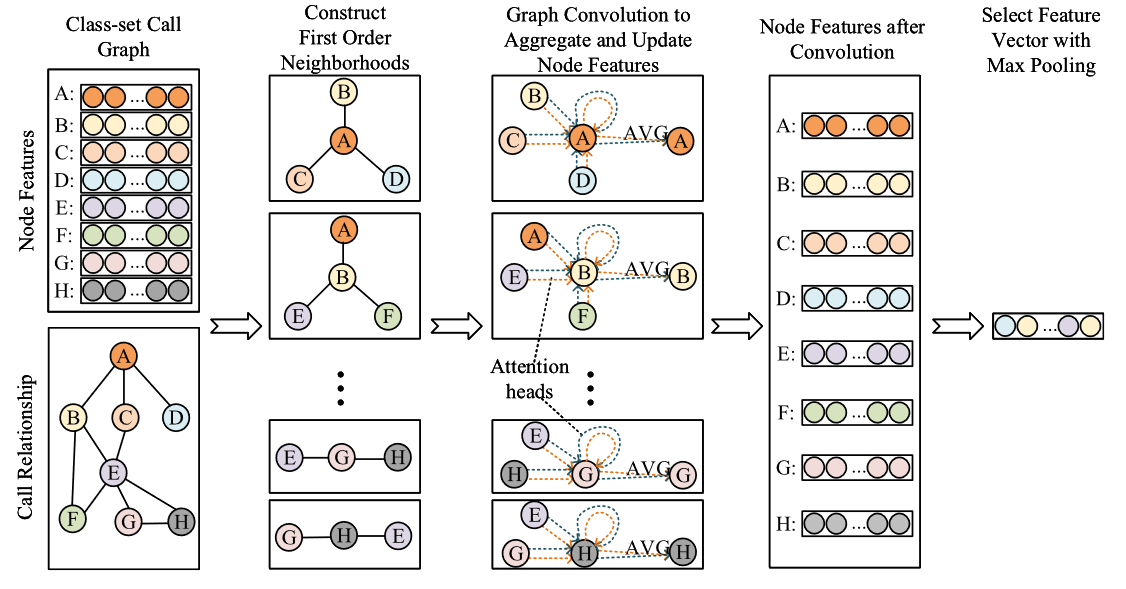 Class-set Call
Graph
Construct
First Order
Neighborhoods
Graph Convolution to
Aggregate and Update
Node Features
Node Features after
Convolution
Select Feature
Vector with
Max Pooling
Node Features
A: ...
B: ...
C: ...
D: ...
E: ...
F: ...
G: ...
H: ...
Call Relationship
A
B C D
E
F G H
B
A
C D
A
B
E F
E G H
G H E
B
C A AVG A
D
A
E B AVG B
F
Attention
heads
E
H G AVG G
E
G H AVG H
A: ...
B: ...
C: ...
D: ...
E: ...
F: ...
G: ...
H: ...
...